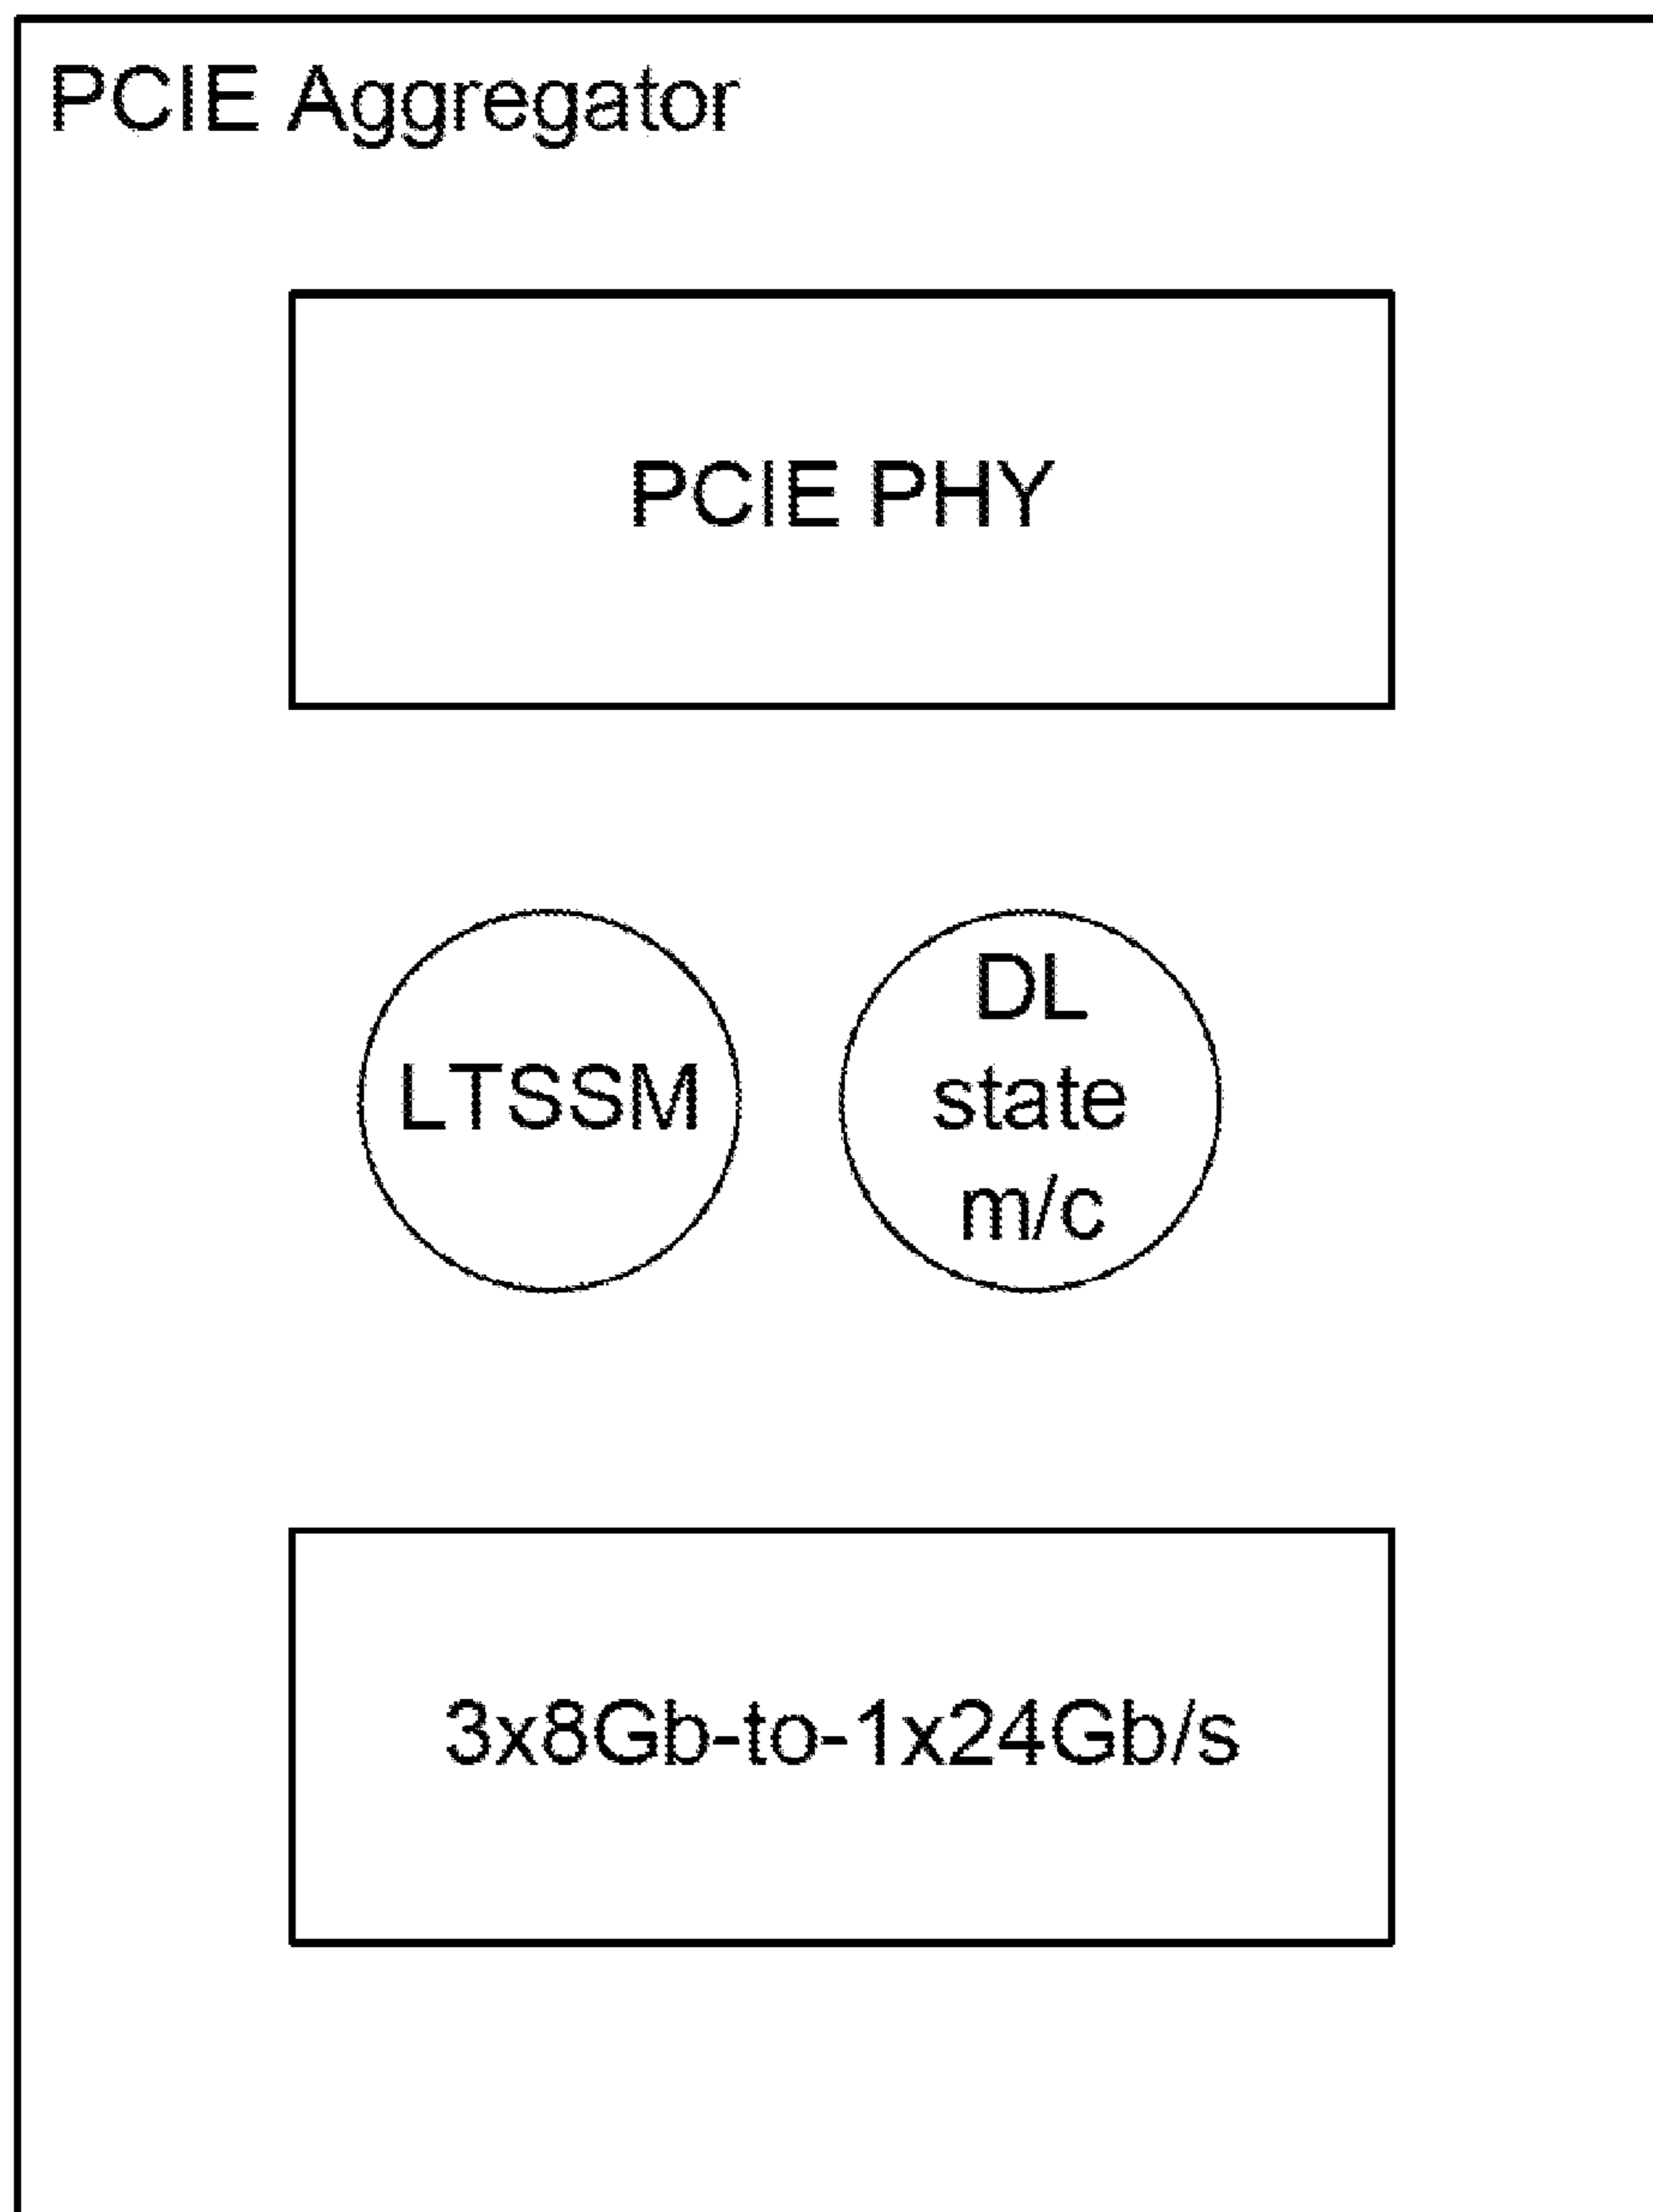 PCIE Aggregator
PCIE PHY
LTSSM
DL
state
m/c
3x8Gb-to-1x24Gb/s